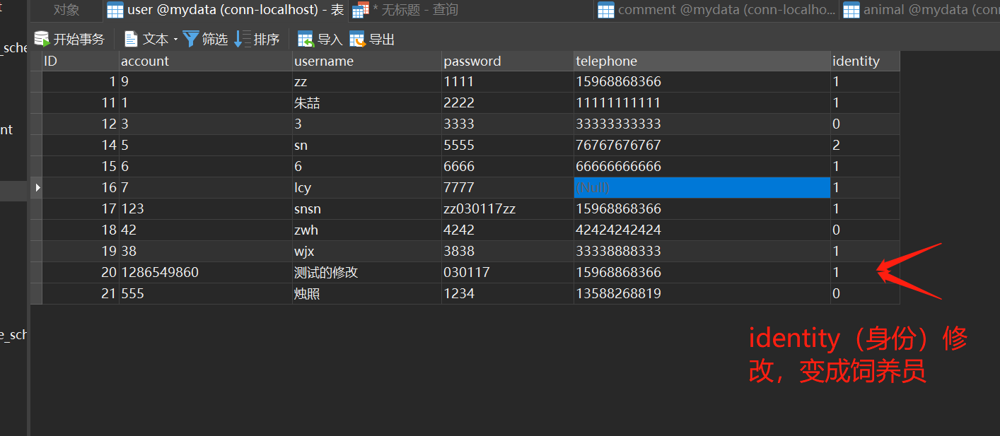 对象 user @mydata (conn-localhost) - 表 * 无标题 - 查询 comment @mydata (conn-localho... animal @mydata (conn
开始事务 文本 筛选 排序 导入 导出
_sche
nt
e_sch
ID account username password telephone identity
1 9 zz 1111 15968868366 1
11 1 朱喆 2222 11111111111 1
12 3 3 3333 33333333333 0
14 5 sn 5555 76767676767 2
15 6 6 6666 66666666666 1
16 7 lcy 7777 (Null) 1
17 123 snsn zz030117zz 15968868366 1
18 42 zwh 4242 42424242424 0
19 38 wjx 3838 33338888333 1
20 1286549860 测试的修改 030117 15968868366 1
21 555 烛照 1234 13588268819 0
identity（身份）修
改，变成饲养员